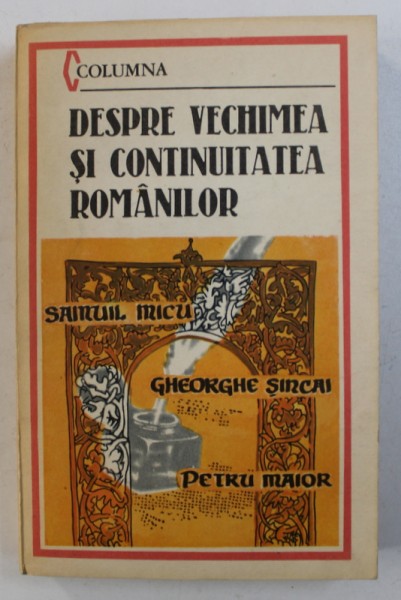 COLUMNA
DESPRE VECHIMEA
ȘI CONTINUITATEA
ROMÂNILOR
SAMUIL MICU
GHEORGHE ȘINCAI
PETRU MAIOR